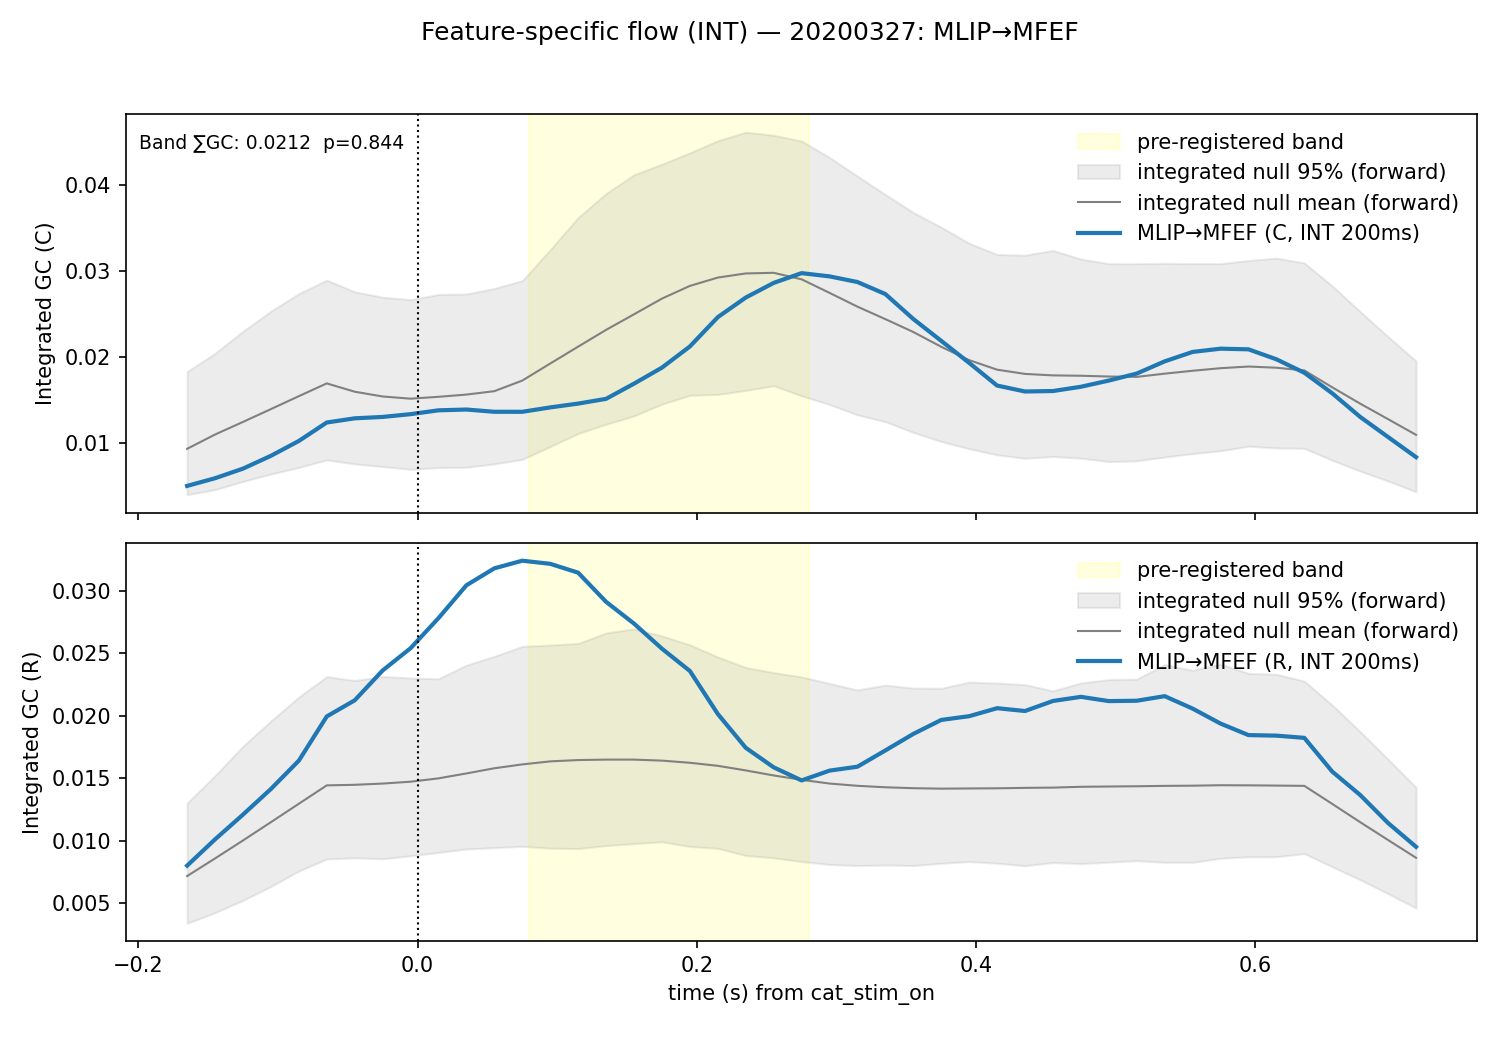 Feature-specific flow (INT) — 20200327: MLIP→MFEF
Band ∑GC: 0.0212  p=0.844
pre-registered band
integrated null 95% (forward)
integrated null mean (forward)
MLIP→MFEF (C, INT 200ms)
Integrated GC (C)
0.04
0.03
0.02
0.01
pre-registered band
integrated null 95% (forward)
integrated null mean (forward)
MLIP→MFEF (R, INT 200ms)
Integrated GC (R)
0.030
0.025
0.020
0.015
0.010
0.005
−0.2 0.0 0.2 0.4 0.6
time (s) from cat_stim_on